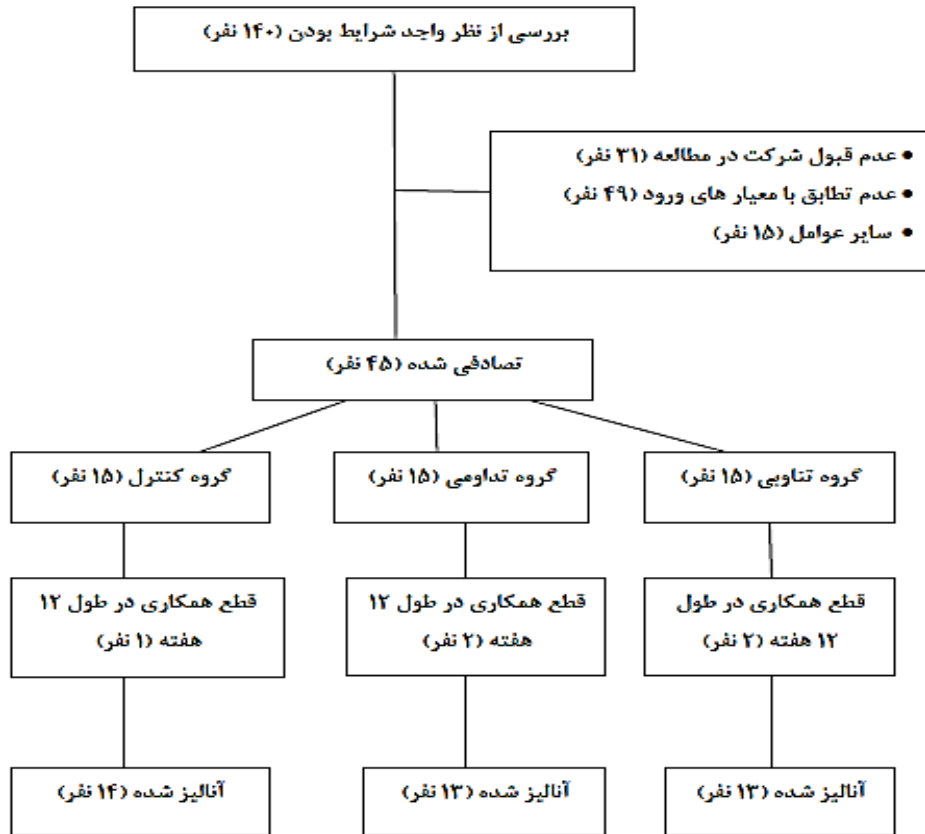 بررسی از نظر واجد شرایط بودن (۱۴۰ نفر)
• عدم قبول شرکت در مطالعه (۳۱ نفر)
• عدم تطابق با معیار های ورود (۴۹ نفر)
• سایر عوامل (۱۵ نفر)
تصادفی شده (۴۵ نفر)
گروه تناوبی (۱۵ نفر)
گروه تداومی (۱۵ نفر)
گروه کنترل (۱۵ نفر)
قطع همکاری در طول
۱۲ هفته (۲ نفر)
قطع همکاری در طول ۱۲
هفته (۲ نفر)
قطع همکاری در طول ۱۲
هفته (۱ نفر)
آنالیز شده (۱۳ نفر)
آنالیز شده (۱۳ نفر)
آنالیز شده (۱۴ نفر)